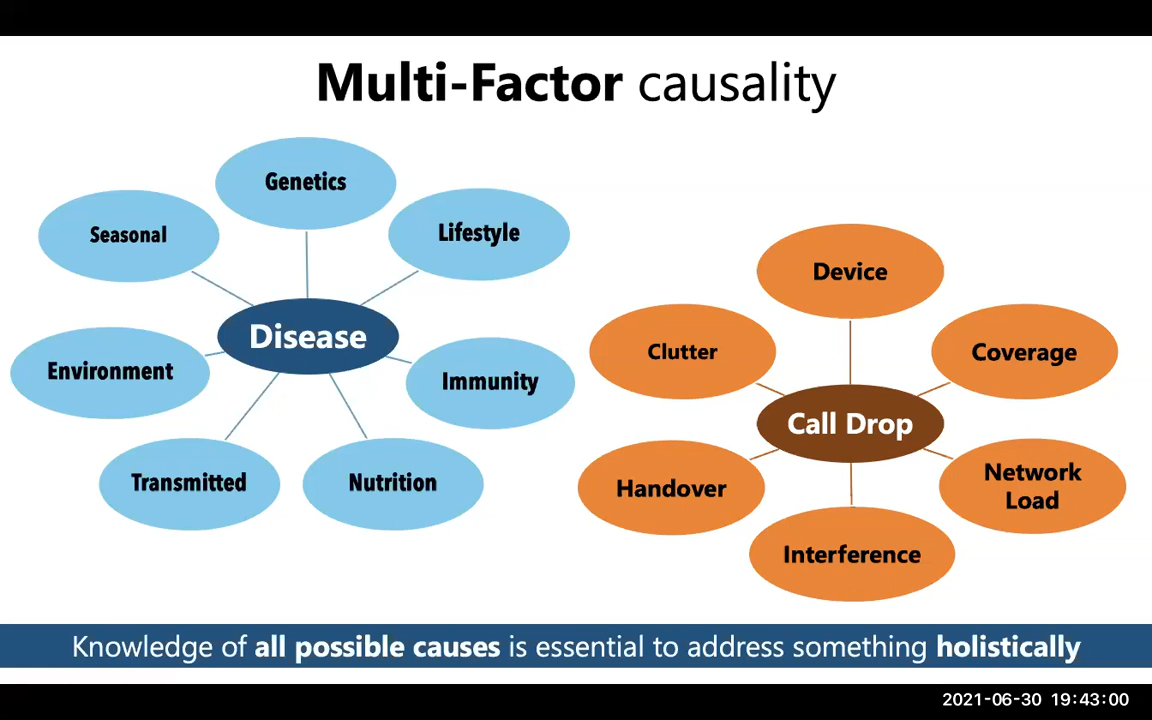 Multi-Factor causality
Genetics
Seasonal
Lifestyle
Disease
Environment
Immunity
Transmitted
Nutrition
Device
Clutter
Coverage
Call Drop
Handover
Network
Load
Interference
Knowledge of all possible causes is essential to address something holistically
2021-06-30 19:43:00